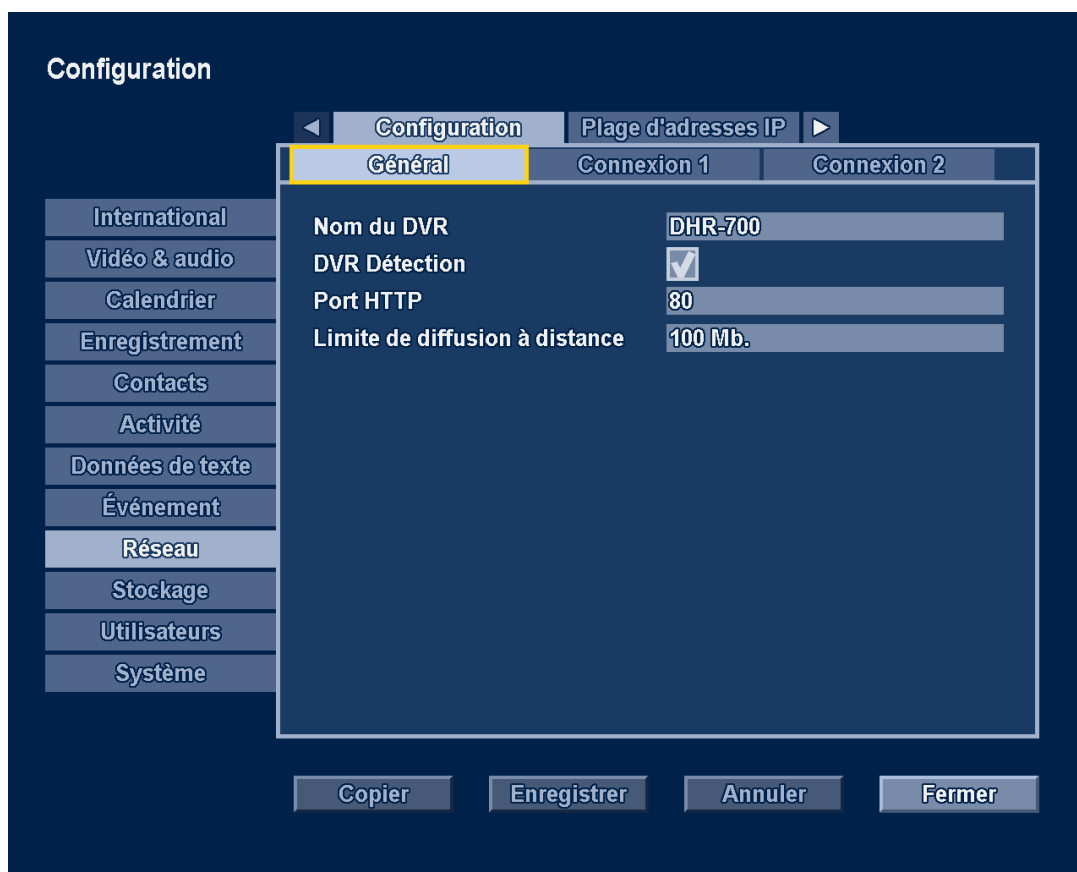 Configuration
Configuration
Plage d'adresses IP
Général
Connexion 1
Connexion 2
International
Vidéo & audio
Calendrier
Enregistrement
Contacts
Activité
Données de texte
Événement
Réseau
Stockage
Utilisateurs
Système
Nom du DVR
DHR-700
DVR Détection
Port HTTP
80
Limite de diffusion à distance
100 Mb.
Copier
Enregistrer
Annuler
Fermer